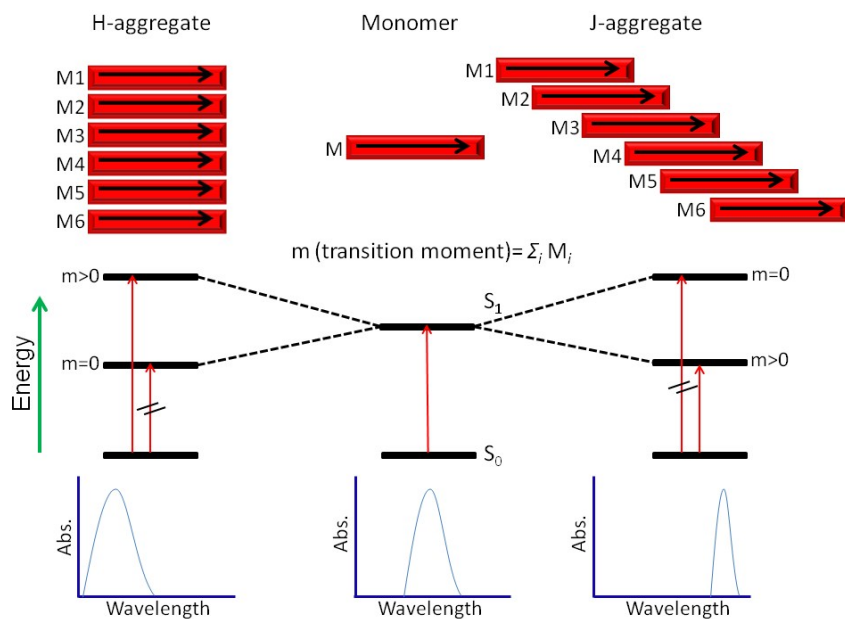 H-aggregate
Monomer
J-aggregate
M1
M2
M3
M4
M5
M6
M
M1
M2
M3
M4
M5
M6
m (transition moment)= Σᵢ Mᵢ
m>0
m=0
S₁
m=0
m>0
Energy
S₀
Abs.
Wavelength
Abs.
Wavelength
Abs.
Wavelength